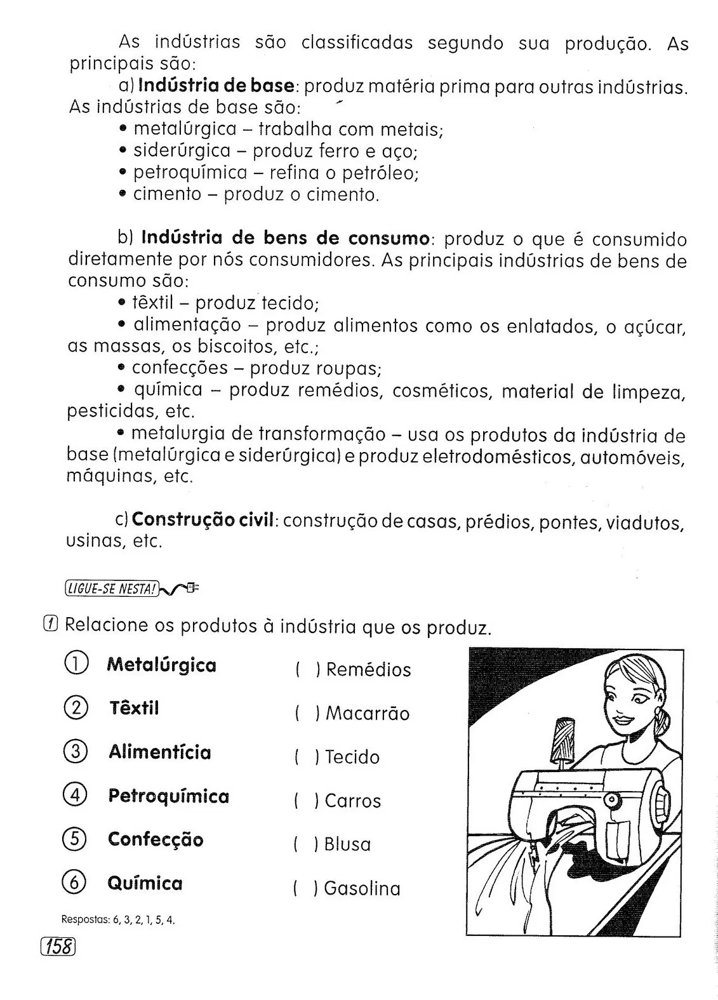 As indústrias são classificadas segundo sua produção. As
principais são:
a) Indústria de base: produz matéria prima para outras indústrias.
As indústrias de base são:
• metalúrgica – trabalha com metais;
• siderúrgica – produz ferro e aço;
• petroquímica – refina o petróleo;
• cimento – produz o cimento.
b) Indústria de bens de consumo: produz o que é consumido
diretamente por nós consumidores. As principais indústrias de bens de
consumo são:
• têxtil – produz tecido;
• alimentação – produz alimentos como os enlatados, o açúcar,
as massas, os biscoitos, etc.;
• confecções – produz roupas;
• química – produz remédios, cosméticos, material de limpeza,
pesticidas, etc.
• metalurgia de transformação – usa os produtos da indústria de
base (metalúrgica e siderúrgica) e produz eletrodomésticos, automóveis,
máquinas, etc.
c) Construção civil: construção de casas, prédios, pontes, viadutos,
usinas, etc.
LIGUE-SE NESTA!
1 Relacione os produtos à indústria que os produz.
1 Metalúrgica ( ) Remédios
2 Têxtil ( ) Macarrão
3 Alimentícia ( ) Tecido
4 Petroquímica ( ) Carros
5 Confecção ( ) Blusa
6 Química ( ) Gasolina
Respostas: 6, 3, 2, 1, 5, 4.
158